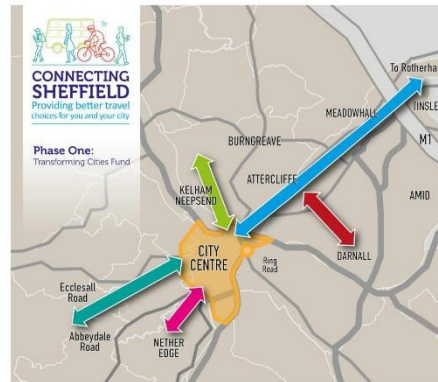 CONNECTING
SHEFFIELD
Providing better travel
choices for you and your city
Phase One:
Transforming Cities Fund
To Rotherha
TINSLE
MEADOWHALL
M1
BURNGREAVE
ATTERCLIFFE
AMID
KELHAM
NEEPSEND
DARNALL
CITY
CENTRE
Ring
Road
Ecclesall
Road
Abbeydale
Road
NETHER
EDGE